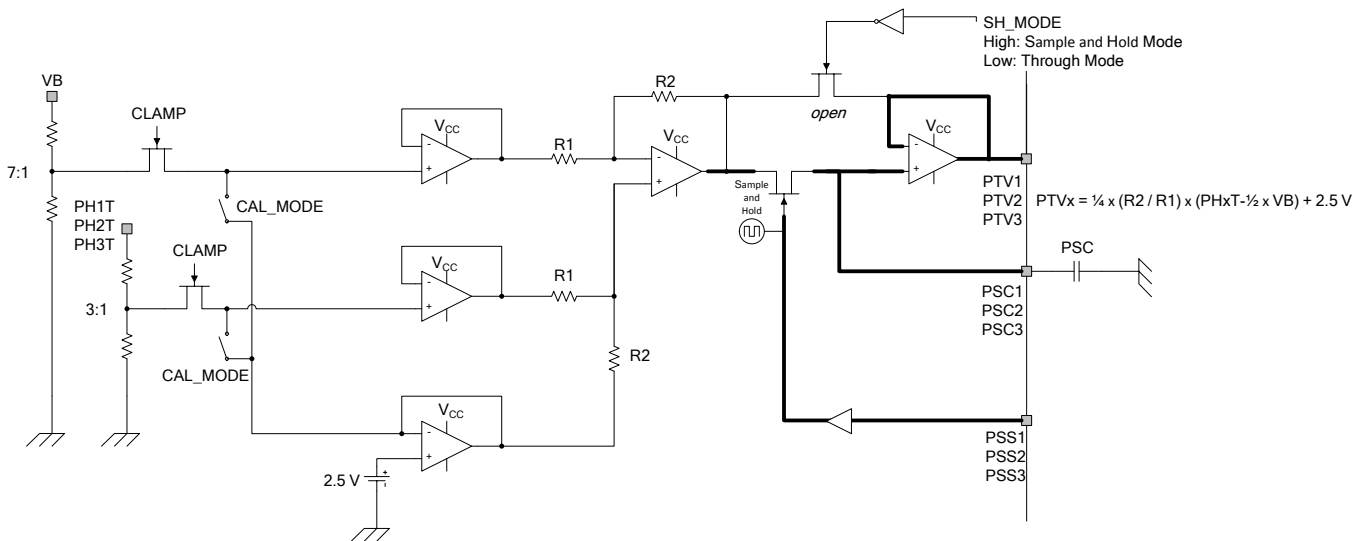 SH_MODE
High: Sample and Hold Mode
Low: Through Mode
VB
CLAMP
R2
open
VCC
VCC
VCC
R1
7:1
Sample
and
Hold
PTV1
PTV2
PTV3
PTVx = ¼ x (R2 / R1) x (PHxT-½ x VB) + 2.5 V
CAL_MODE
PH1T
PH2T
PH3T
CLAMP
VCC
R1
PSC
3:1
PSC1
PSC2
PSC3
R2
CAL_MODE
VCC
PSS1
PSS2
PSS3
2.5 V
- + - + - + - + - + + -